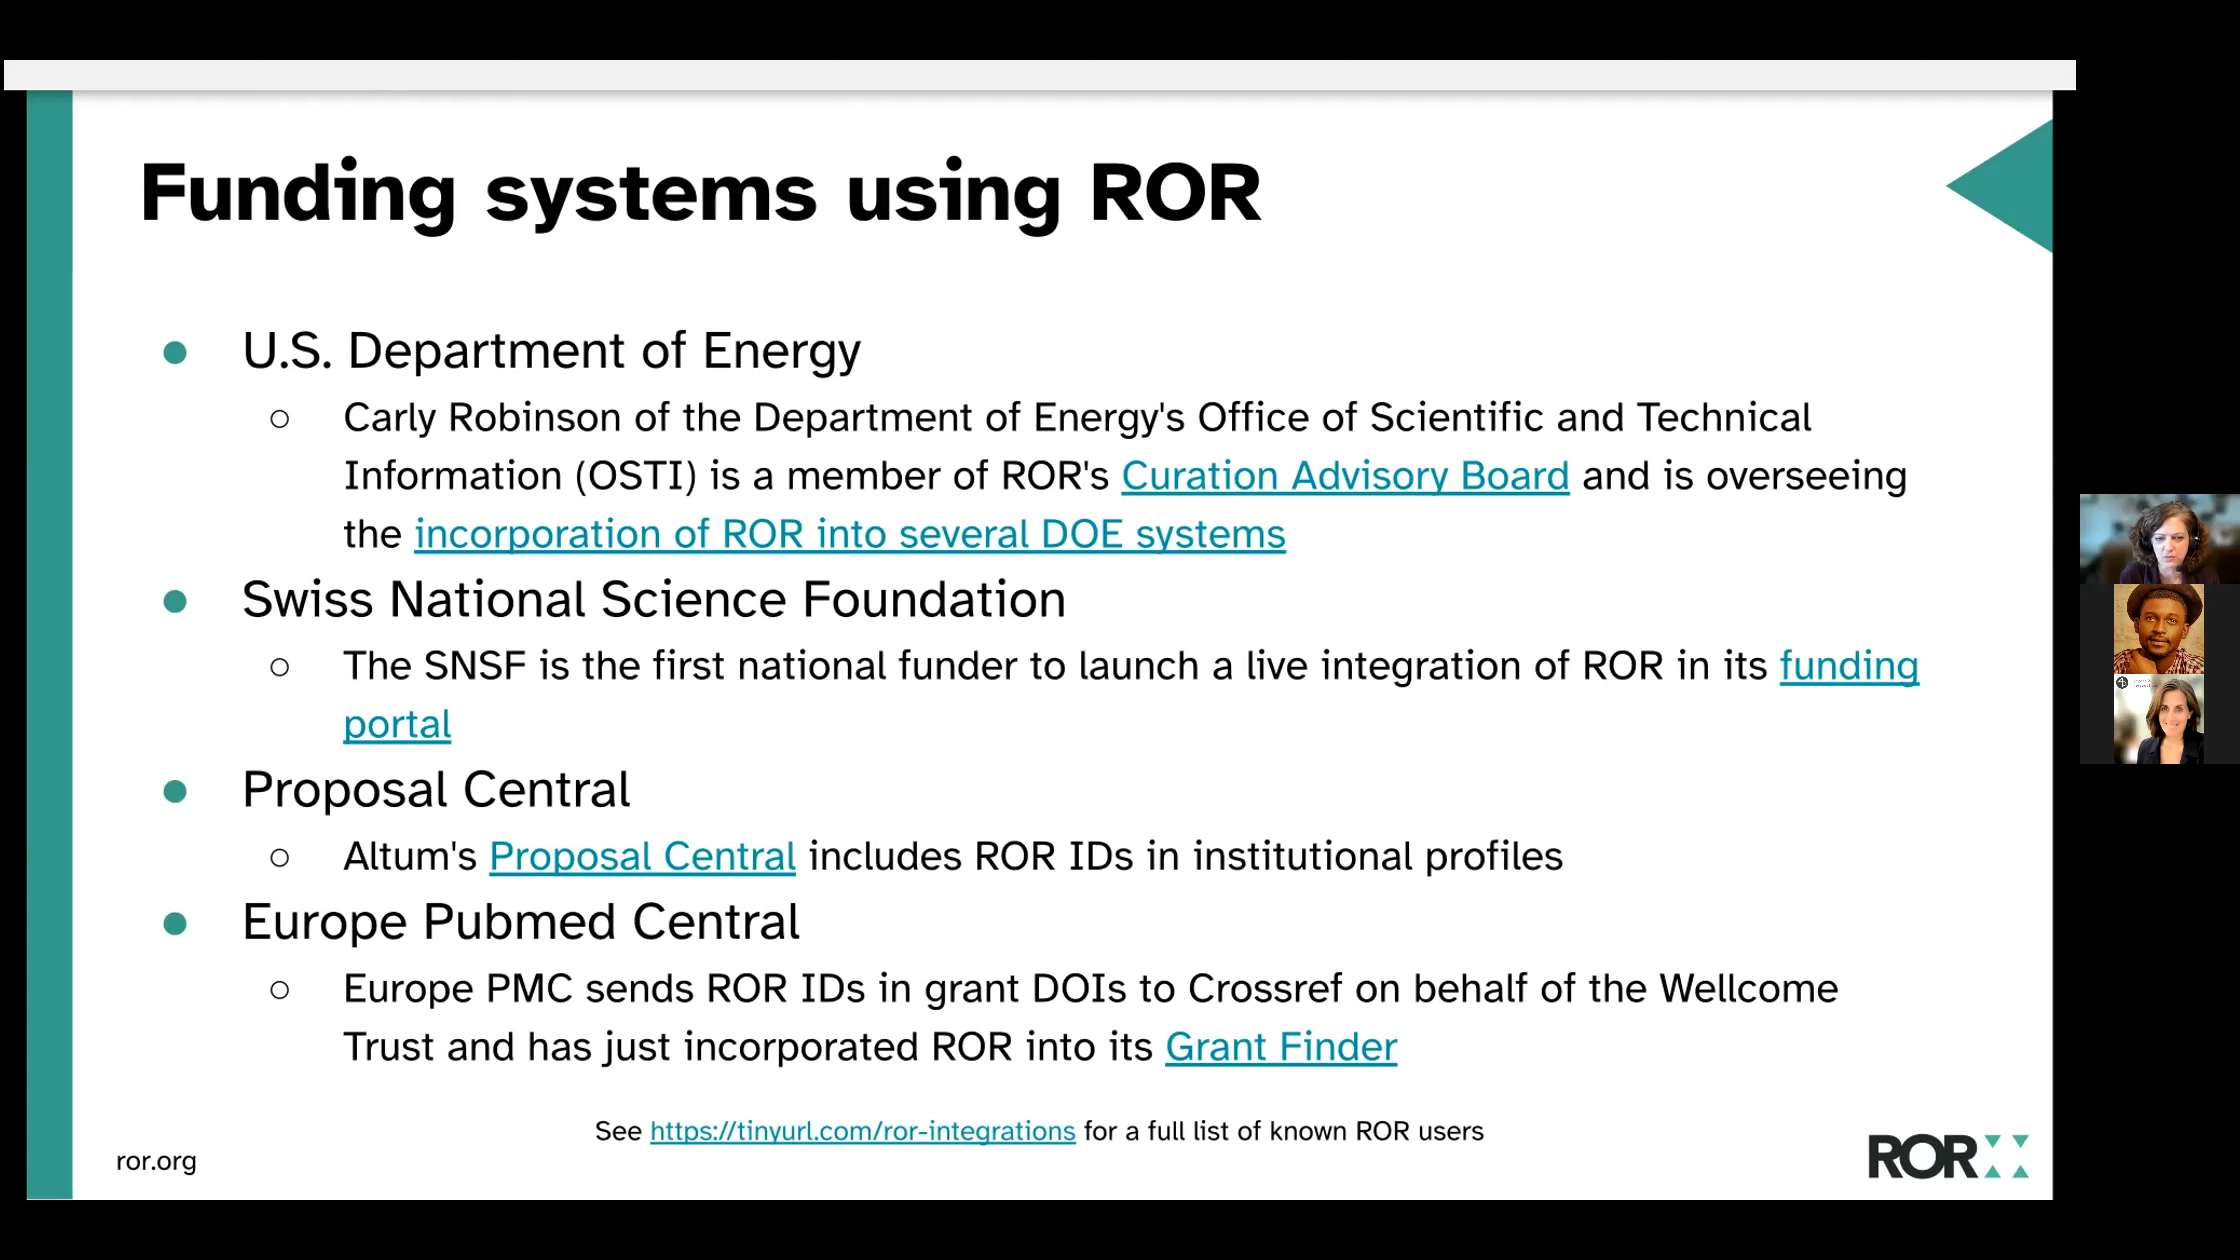 Funding systems using ROR
● U.S. Department of Energy
○ Carly Robinson of the Department of Energy's Office of Scientific and Technical
Information (OSTI) is a member of ROR's Curation Advisory Board and is overseeing
the incorporation of ROR into several DOE systems
● Swiss National Science Foundation
○ The SNSF is the first national funder to launch a live integration of ROR in its funding
portal
● Proposal Central
○ Altum's Proposal Central includes ROR IDs in institutional profiles
● Europe Pubmed Central
○ Europe PMC sends ROR IDs in grant DOIs to Crossref on behalf of the Wellcome
Trust and has just incorporated ROR into its Grant Finder
See https://tinyurl.com/ror-integrations for a full list of known ROR users
ror.org
ROR